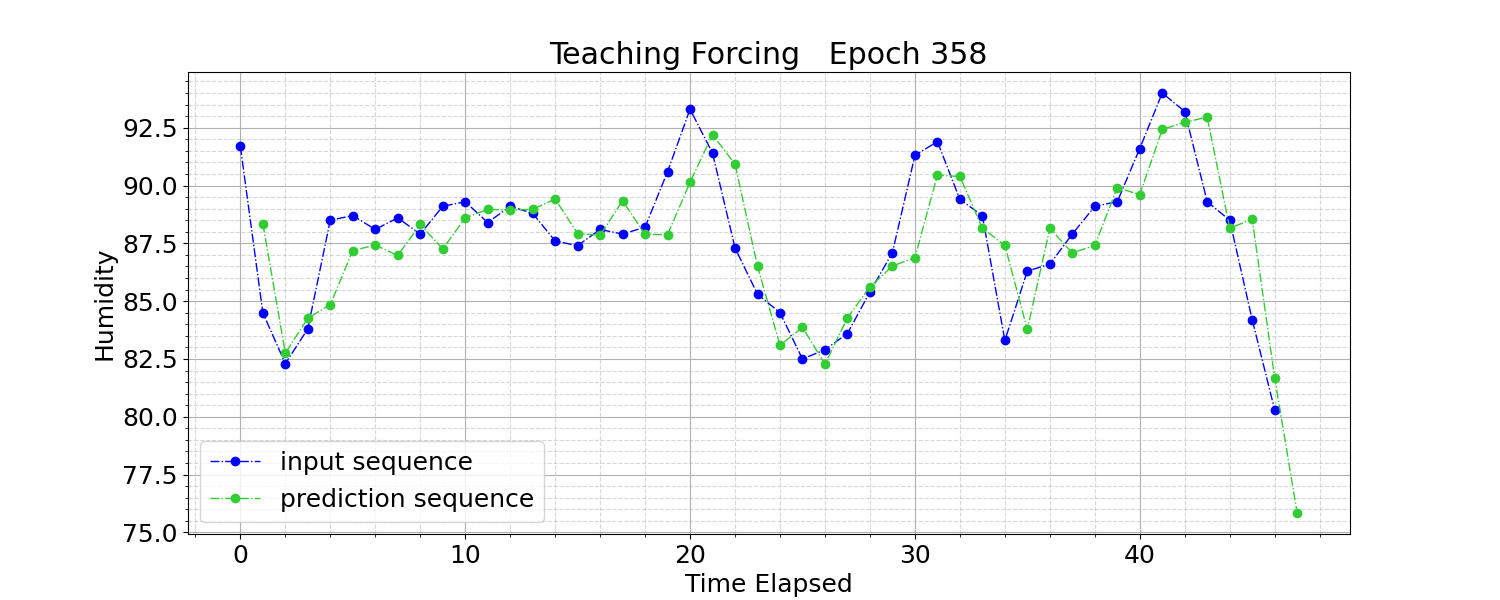 Teaching Forcing   Epoch 358
Humidity
92.5
90.0
87.5
85.0
82.5
80.0
77.5
75.0
input sequence
prediction sequence
0 10 20 30 40
Time Elapsed